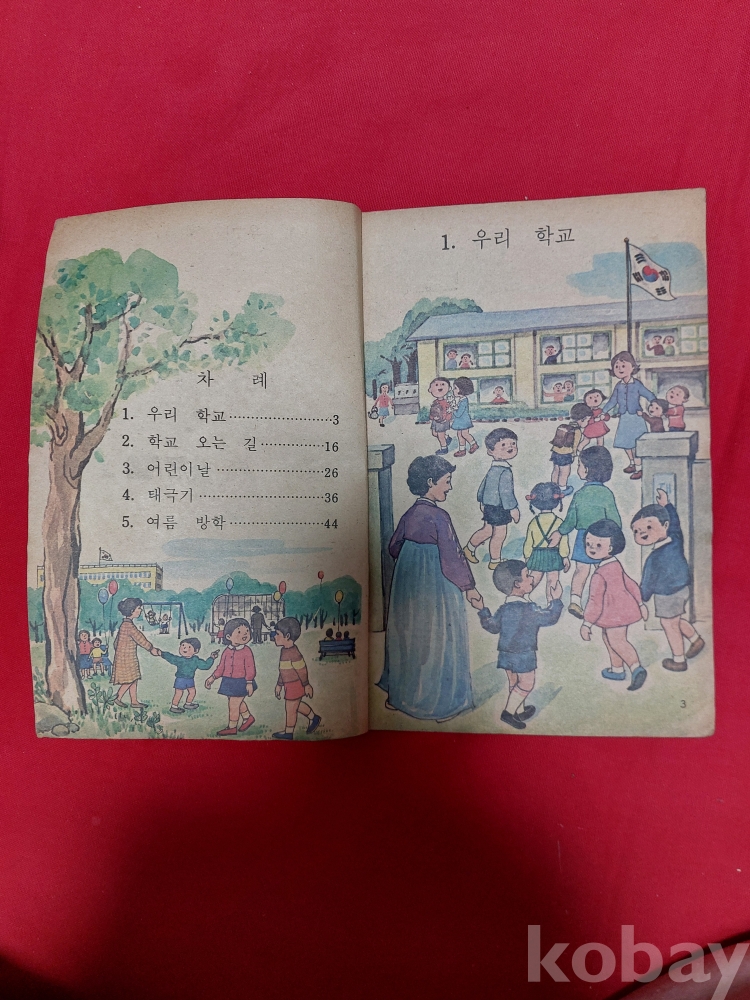 차 례
1. 우리 학교……………………3
2. 학교 오는 길……………16
3. 어린이날……………………26
4. 태극기………………………36
5. 여름 방학…………………44
1. 우리 학교
3
kobay